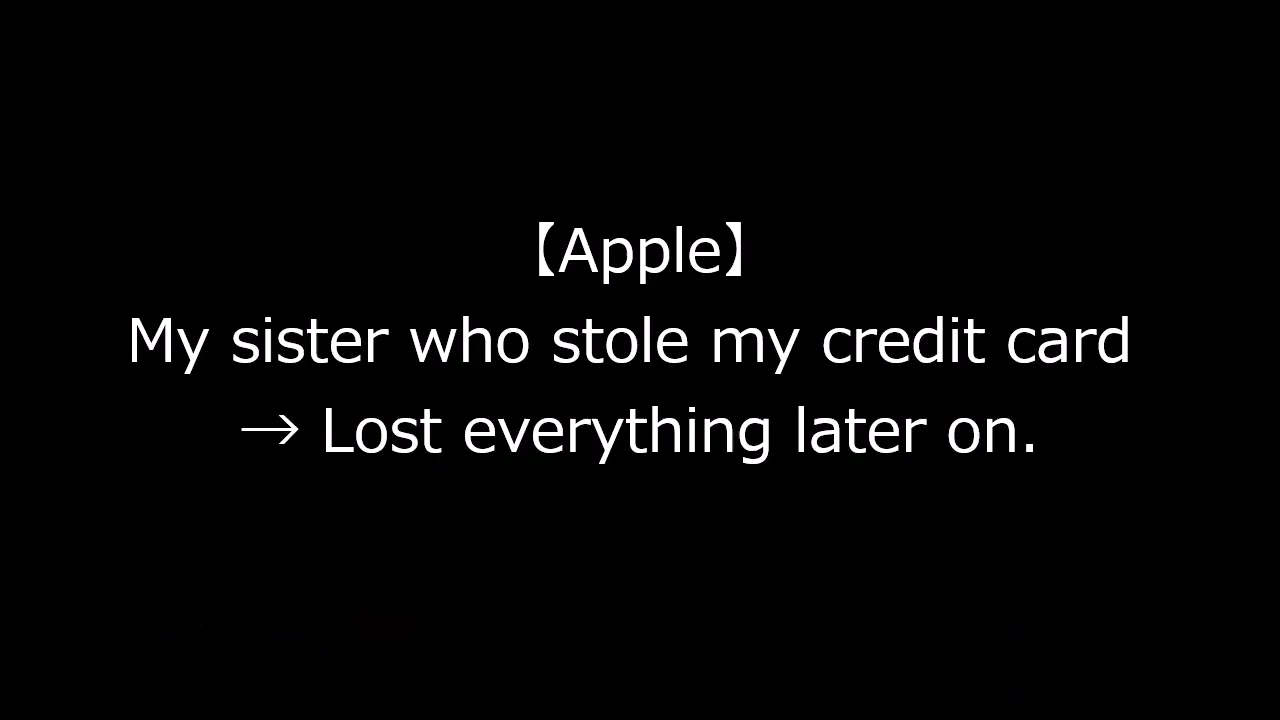 【Apple】
My sister who stole my credit card
→ Lost everything later on.